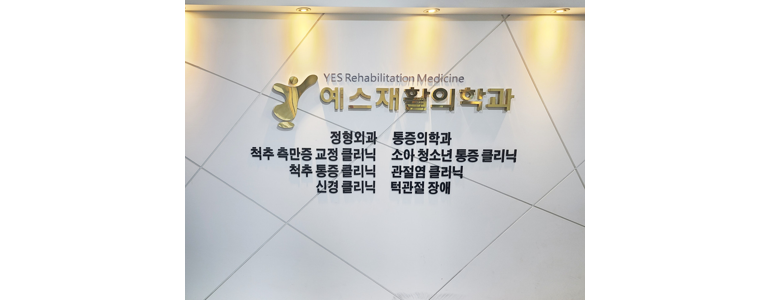 YES Rehabilitation Medicine
예스재활의학과
정형외과 통증의학과
척추 측만증 교정 클리닉 소아 청소년 통증 클리닉
척추 통증 클리닉 관절염 클리닉
신경 클리닉 턱관절 장애